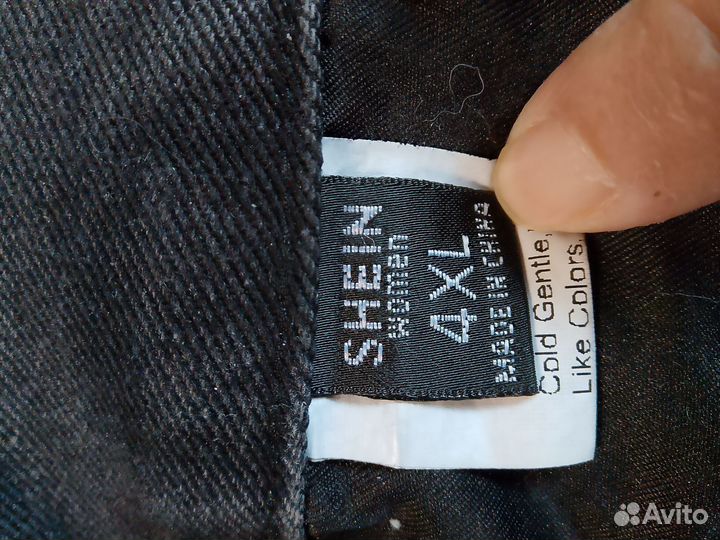 SHEIN
Women
4XL
MADE IN CHINA
Cold Gentle,
Like Colors,
Avito